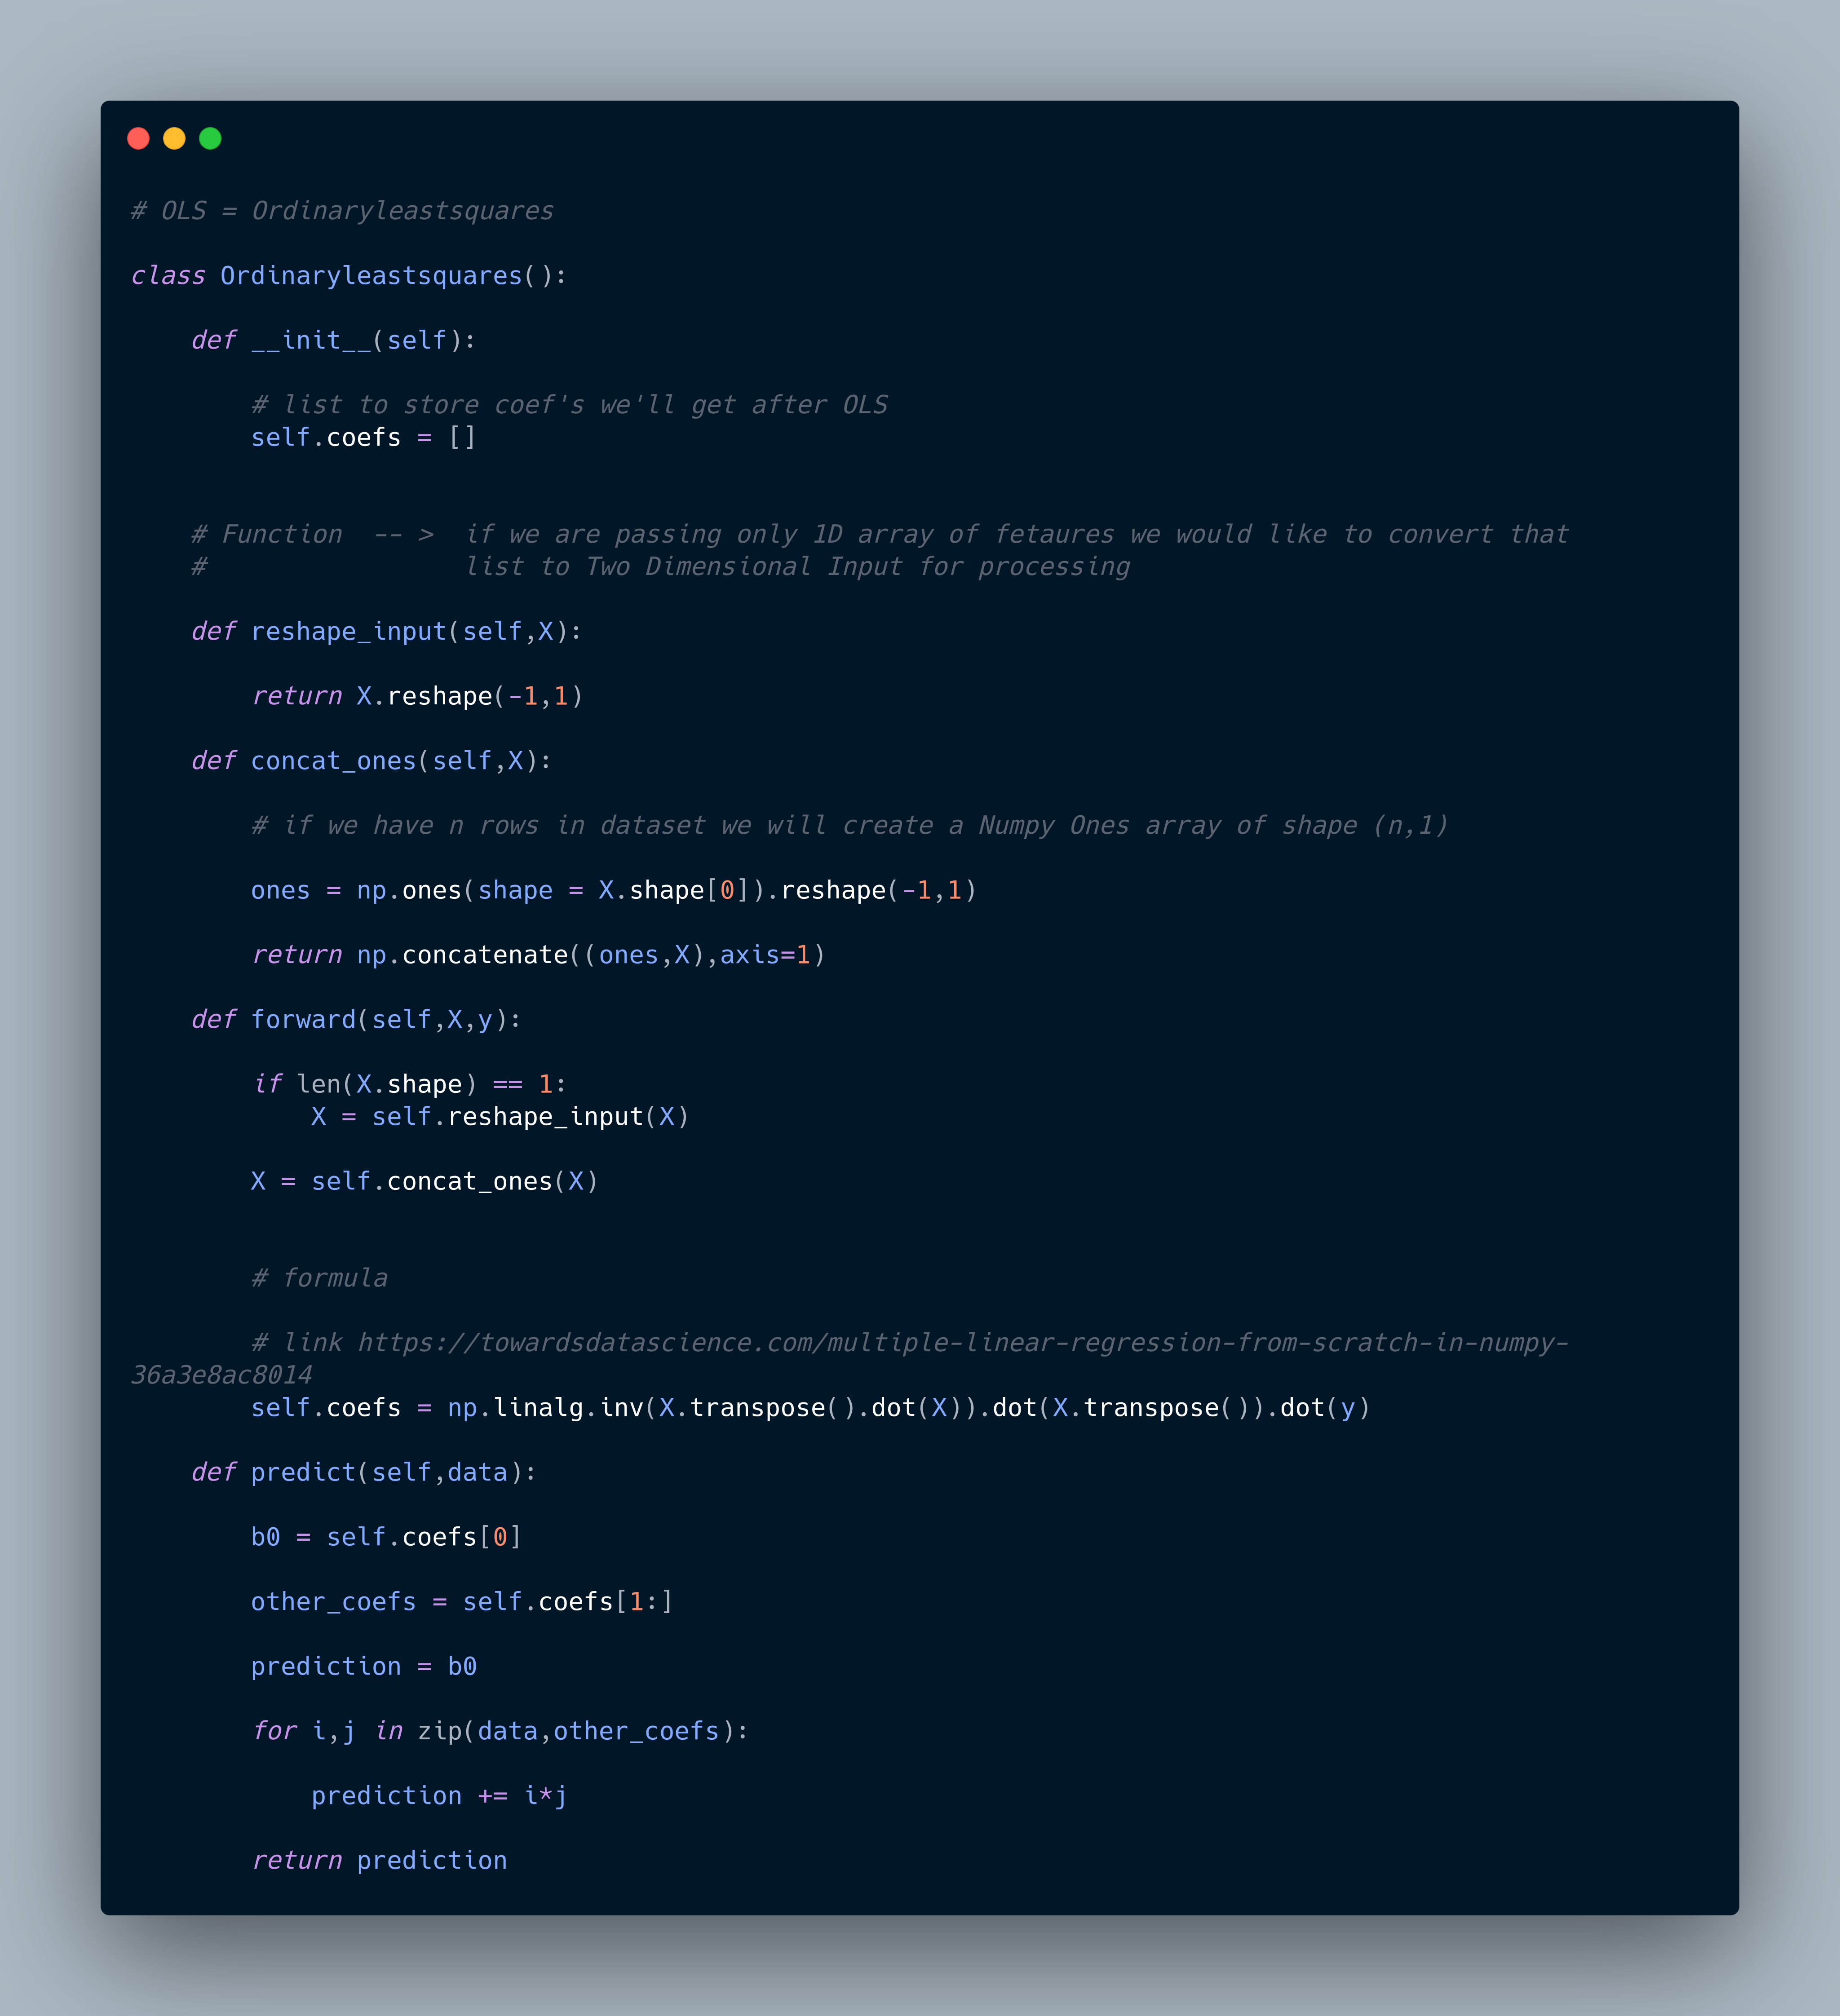 # OLS = Ordinaryleastsquares
class Ordinaryleastsquares():
    def __init__(self):
        # list to store coef's we'll get after OLS
        self.coefs = []
    # Function  -- >  if we are passing only 1D array of fetaures we would like to convert that
    #                 list to Two Dimensional Input for processing
    def reshape_input(self,X):
        return X.reshape(-1,1)
    def concat_ones(self,X):
        # if we have n rows in dataset we will create a Numpy Ones array of shape (n,1)
        ones = np.ones(shape = X.shape[0]).reshape(-1,1)
        return np.concatenate((ones,X),axis=1)
    def forward(self,X,y):
        if len(X.shape) == 1:
            X = self.reshape_input(X)
        X = self.concat_ones(X)
        # formula
        # link https://towardsdatascience.com/multiple-linear-regression-from-scratch-in-numpy-
36a3e8ac8014
        self.coefs = np.linalg.inv(X.transpose().dot(X)).dot(X.transpose()).dot(y)
    def predict(self,data):
        b0 = self.coefs[0]
        other_coefs = self.coefs[1:]
        prediction = b0
        for i,j in zip(data,other_coefs):
            prediction += i*j
        return prediction